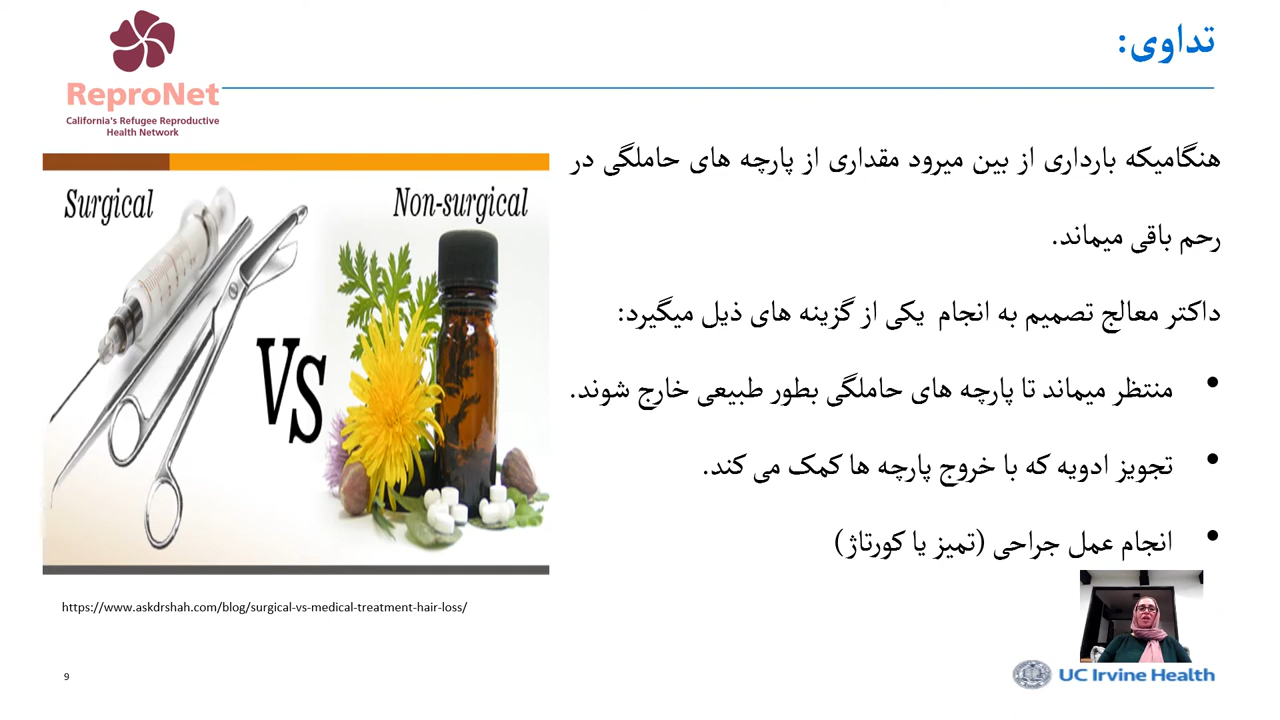 تداوی:
ReproNet
California's Refugee Reproductive
Health Network
هنگامیکه بارداری از بین میرود مقداری از پارچه های حاملگی در
رحم باقی میماند.
داکتر معالج تصمیم به انجام یکی از گزینه های ذیل میگیرد:
• منتظر میماند تا پارچه های حاملگی بطور طبیعی خارج شوند.
• تجویز ادویه که با خروج پارچه ها کمک می کند.
• انجام عمل جراحی (تمیز یا کورتاژ)
Surgical
Vs
Non-surgical
https://www.askdrshah.com/blog/surgical-vs-medical-treatment-hair-loss/
9
UC Irvine Health